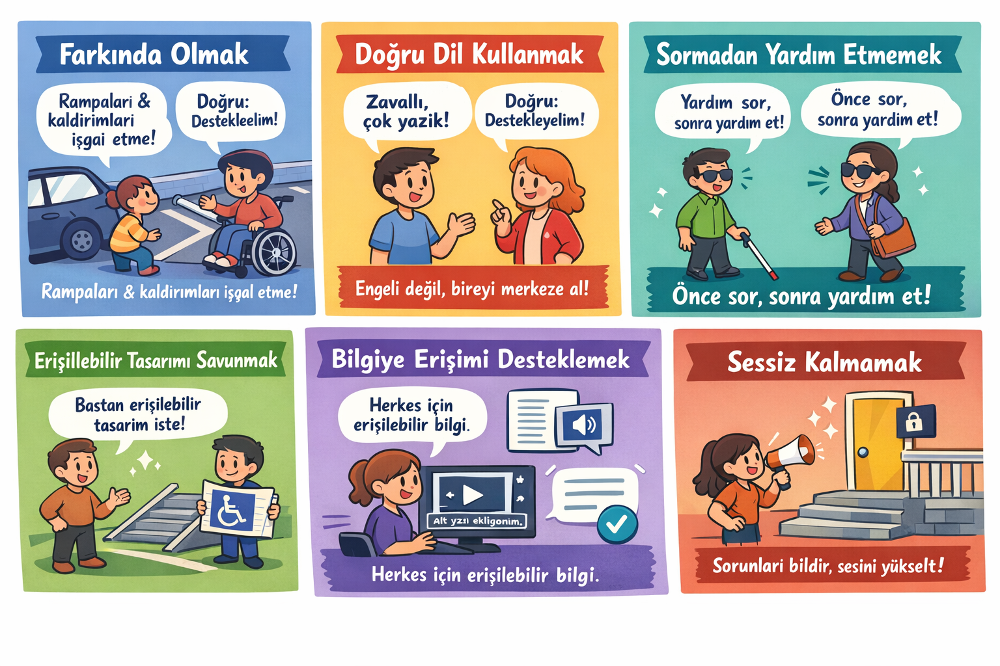 Farkında Olmak
Rampalari &
kaldirimlari
işgai etme!
Doğru:
Destekleelim!
Rampaları & kaldırımları işgal etme!
Doğru Dil Kullanmak
Zavallı,
çok yazik!
Doğru:
Destekleyelim!
Engeli değil, bireyi merkeze al!
Sormadan Yardım Etmemek
Yardım sor,
sonra yardim et!
Önce sor,
sonra yardim et!
Önce sor, sonra yardım et!
Erişillebilir Tasarımı Savunmak
Bastan erişilebilir
tasarim iste!
Bilgiye Erişimi Desteklemek
Herkes için
erişilebilir bilgi.
Alt yzsı ekligonim.
Herkes için erişilebilir bilgi.
Sessiz Kalmamak
Sorunlari bildir, sesini yükselt!